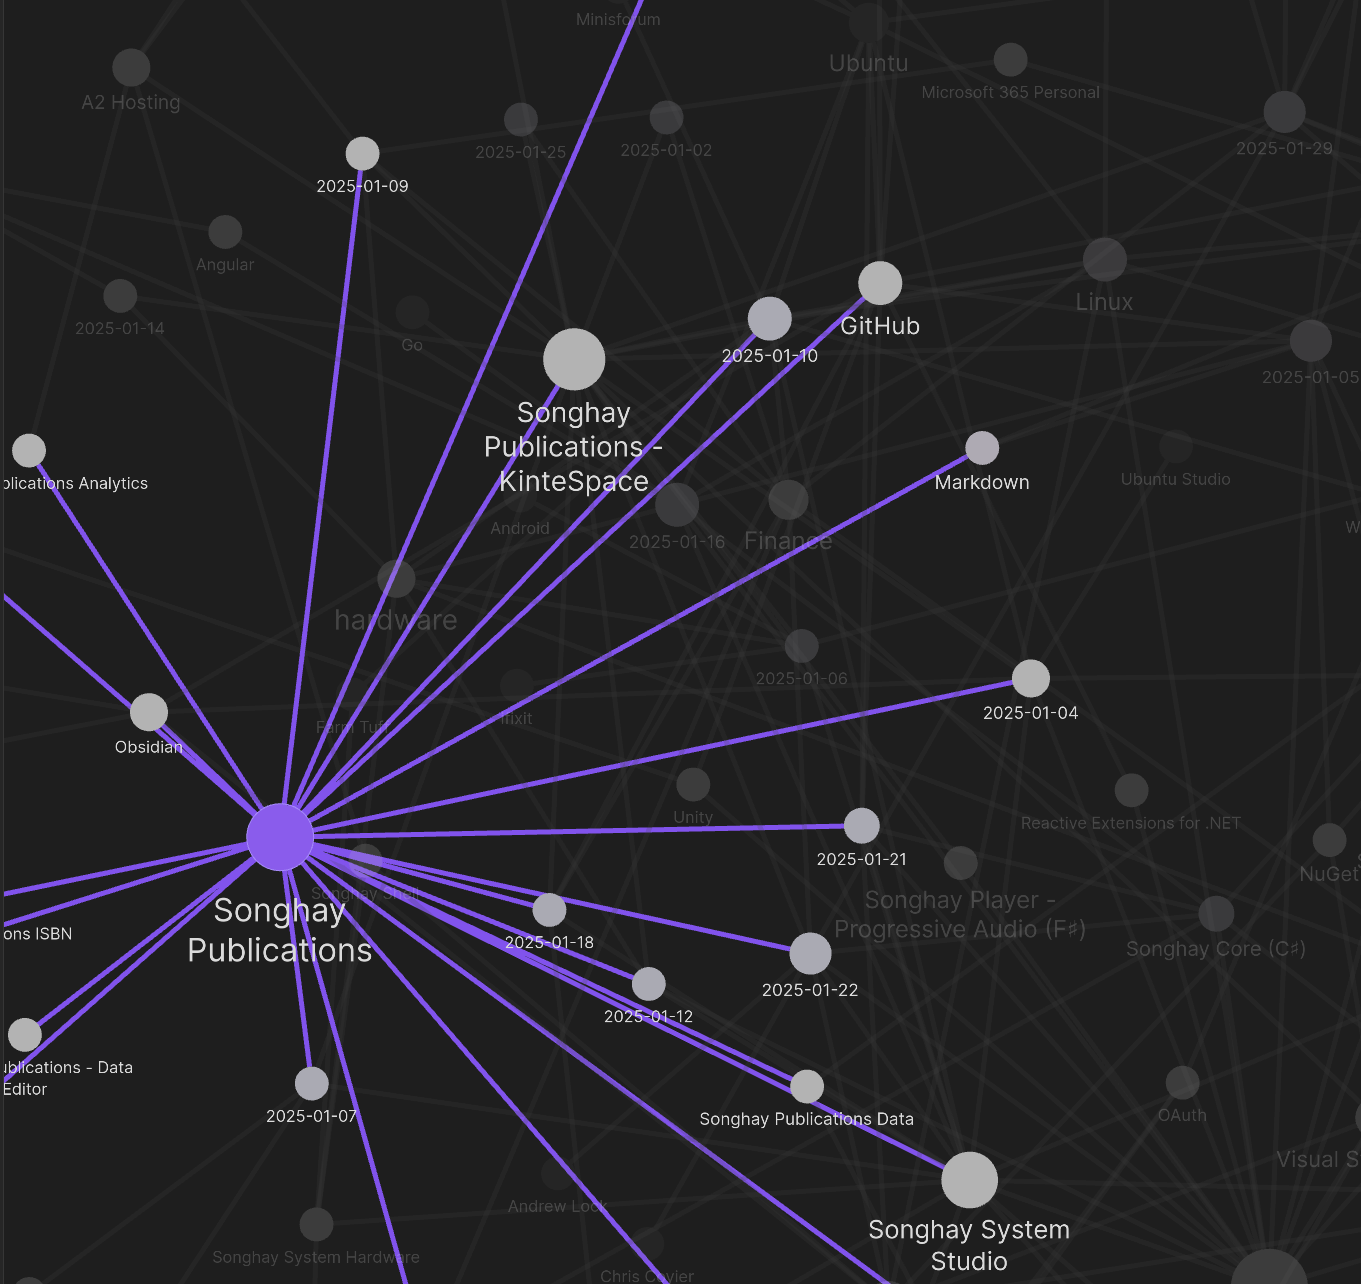 Minisforum
Ubuntu
Microsoft 365 Personal
A2 Hosting
2025-01-25
2025-01-02
2025-01-29
2025-01-09
Angular
Linux
2025-01-14
Go
GitHub
2025-01-10
2025-01-05
Songhay
Publications -
KinteSpace
plications Analytics
Markdown
Ubuntu Studio
Android
2025-01-16
Finance
W
hardware
2025-01-06
2025-01-04
Farm Tuff
ifixit
Obsidian
Unity
Reactive Extensions for .NET
2025-01-21
NuGet
Songhay Shell
Songhay
Publications
Songhay Player -
Progressive Audio (F♯)
ons ISBN
2025-01-18
Songhay Core (C♯)
2025-01-22
2025-01-12
ublications - Data
Editor
2025-01-07
Songhay Publications Data
OAuth
Visual S
Andrew Lock
Songhay System
Studio
Songhay System Hardware
Chris Coyier